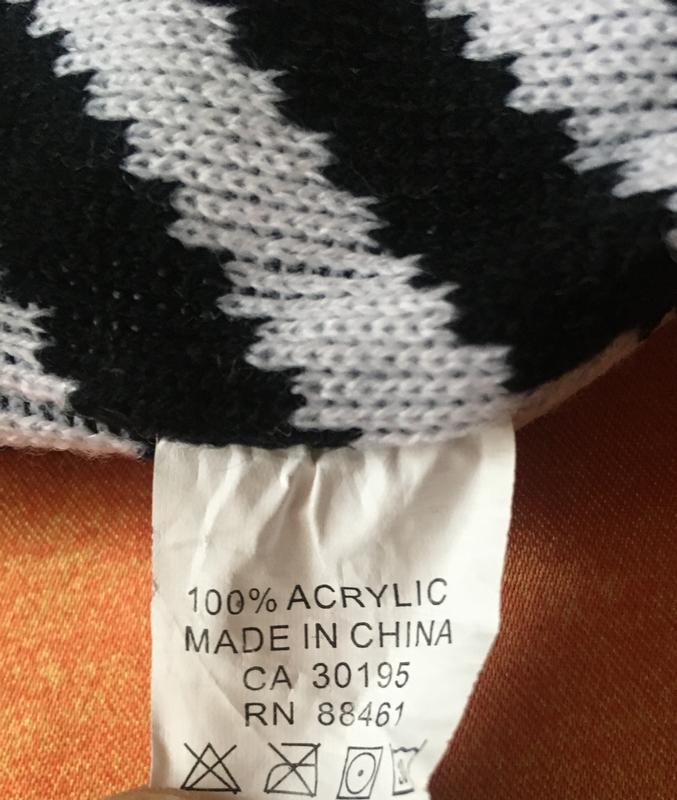 100% ACRYLIC
MADE IN CHINA
CA 30195
RN 88461